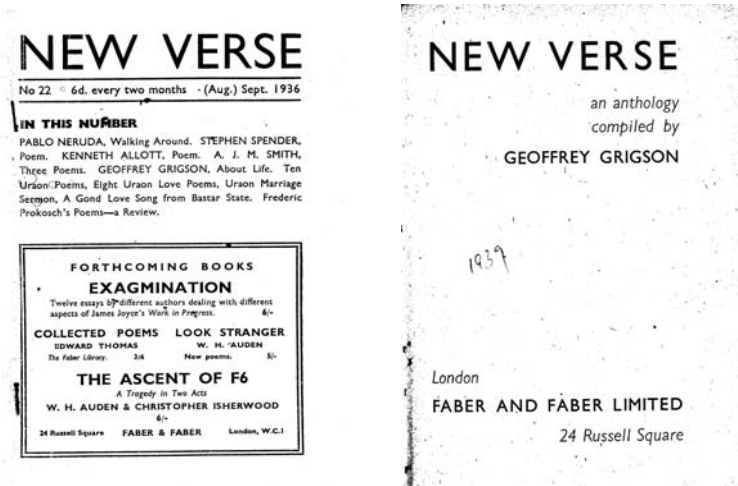 NEW VERSE
No 22 6d. every two months - (Aug.) Sept. 1936
IN THIS NUMBER
PABLO NERUDA, Walking Around. STEPHEN SPENDER,
Poem. KENNETH ALLOTT, Poem. A. J. M. SMITH,
Three Poems. GEOFFREY GRIGSON, About Life. Ten
Uraon Poems, Eight Uraon Love Poems, Uraon Marriage
Sermon, A Gond Love Song from Bastar State. Frederic
Prokosch's Poems—a Review.
FORTHCOMING BOOKS
EXAGMINATION
Twelve essays by different authors dealing with different
aspects of James Joyce's Work in Progress. 6/-
COLLECTED POEMS LOOK STRANGER
EDWARD THOMAS W. H. AUDEN
The Faber Library. 3/6 New poems. 5/-
THE ASCENT OF F6
A Tragedy in Two Acts
W. H. AUDEN & CHRISTOPHER ISHERWOOD
6/-
24 Russell Square FABER & FABER London, W.C.1
NEW VERSE
an anthology
compiled by
GEOFFREY GRIGSON
1939
London
FABER AND FABER LIMITED
24 Russell Square